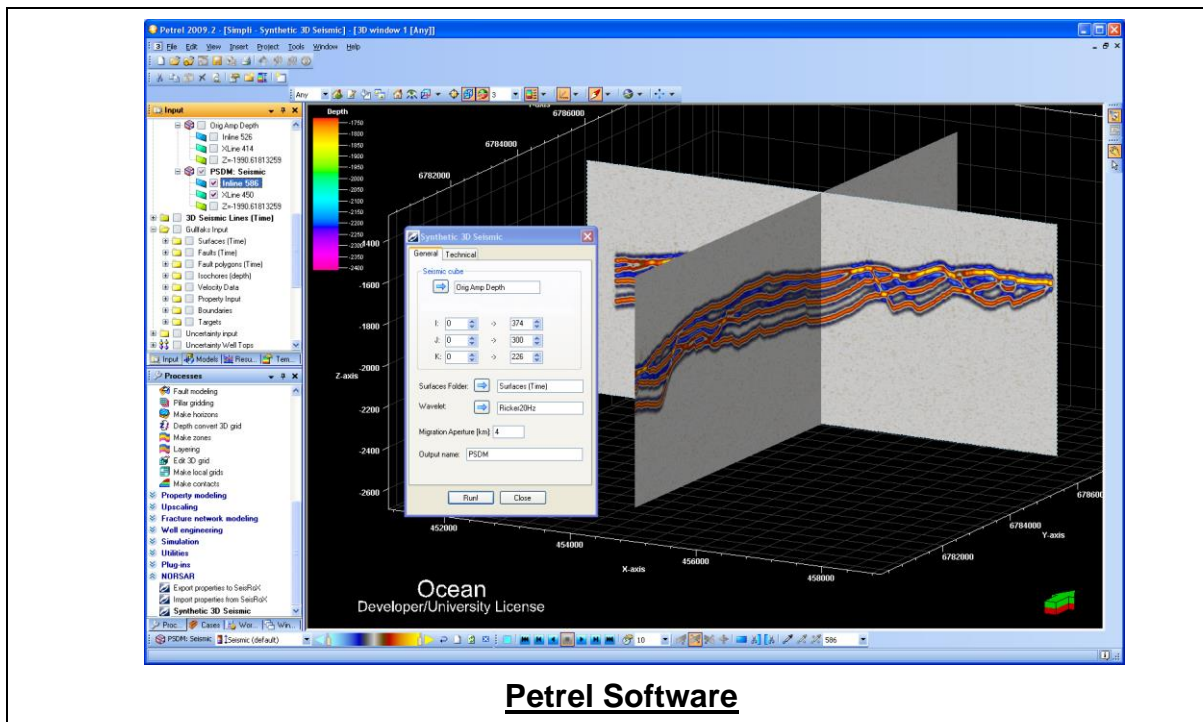 Petrel 2009.2 - [Simpli - Synthetic 3D Seismic] - [3D window 1 [Any]]
3 File Edit View Insert Project Tools Window Help
Any 3
Input
Orig Amp Depth
Inline 526
XLine 414
Z=-1990.61813259
PSDM: Seismic
Inline 586
XLine 450
Z=-1990.61813259
3D Seismic Lines (Time)
Gullfaks Input
Surfaces (Time)
Faults (Time)
Fault polygons (Time)
Isochores (depth)
Velocity Data
Property Input
Boundaries
Targets
Uncertainty input
Uncertainty Well Tops
Input Models Resu... Tem...
Processes
Fault modeling
Pillar gridding
Make horizons
Depth convert 3D grid
Make zones
Layering
Edit 3D grid
Make local grids
Make contacts
Property modeling
Upscaling
Fracture network modeling
Well engineering
Simulation
Utilities
Plug-ins
NORSAR
Export properties to SeisRoX
Import properties from SeisRoX
Synthetic 3D Seismic
Proc... Cases Wor... Win...
Depth
-1750
-1800
-1850
-1900
-1950
-2000
-2050
-2100
-2150
-2200
-2250
-2300
-2350
-2400
6786000
6784000
6782000
-1400
-1600
-1800
Z-axis
-2000
-2200
-2400
-2600
452000
454000
X-axis
456000
458000
6782000
6784000
Y-axis
678600
Synthetic 3D Seismic
General Technical
Seismic cube
Orig Amp Depth
I: 0 -> 374
J: 0 -> 300
K: 0 -> 226
Surfaces Folder: Surfaces (Time)
Wavelet: Ricker20Hz
Migration Aperture [km] 4
Output name: PSDM
Run! Close
Ocean
Developer/University License
PSDM: Seismic Seismic (default) 10 586
Petrel Software